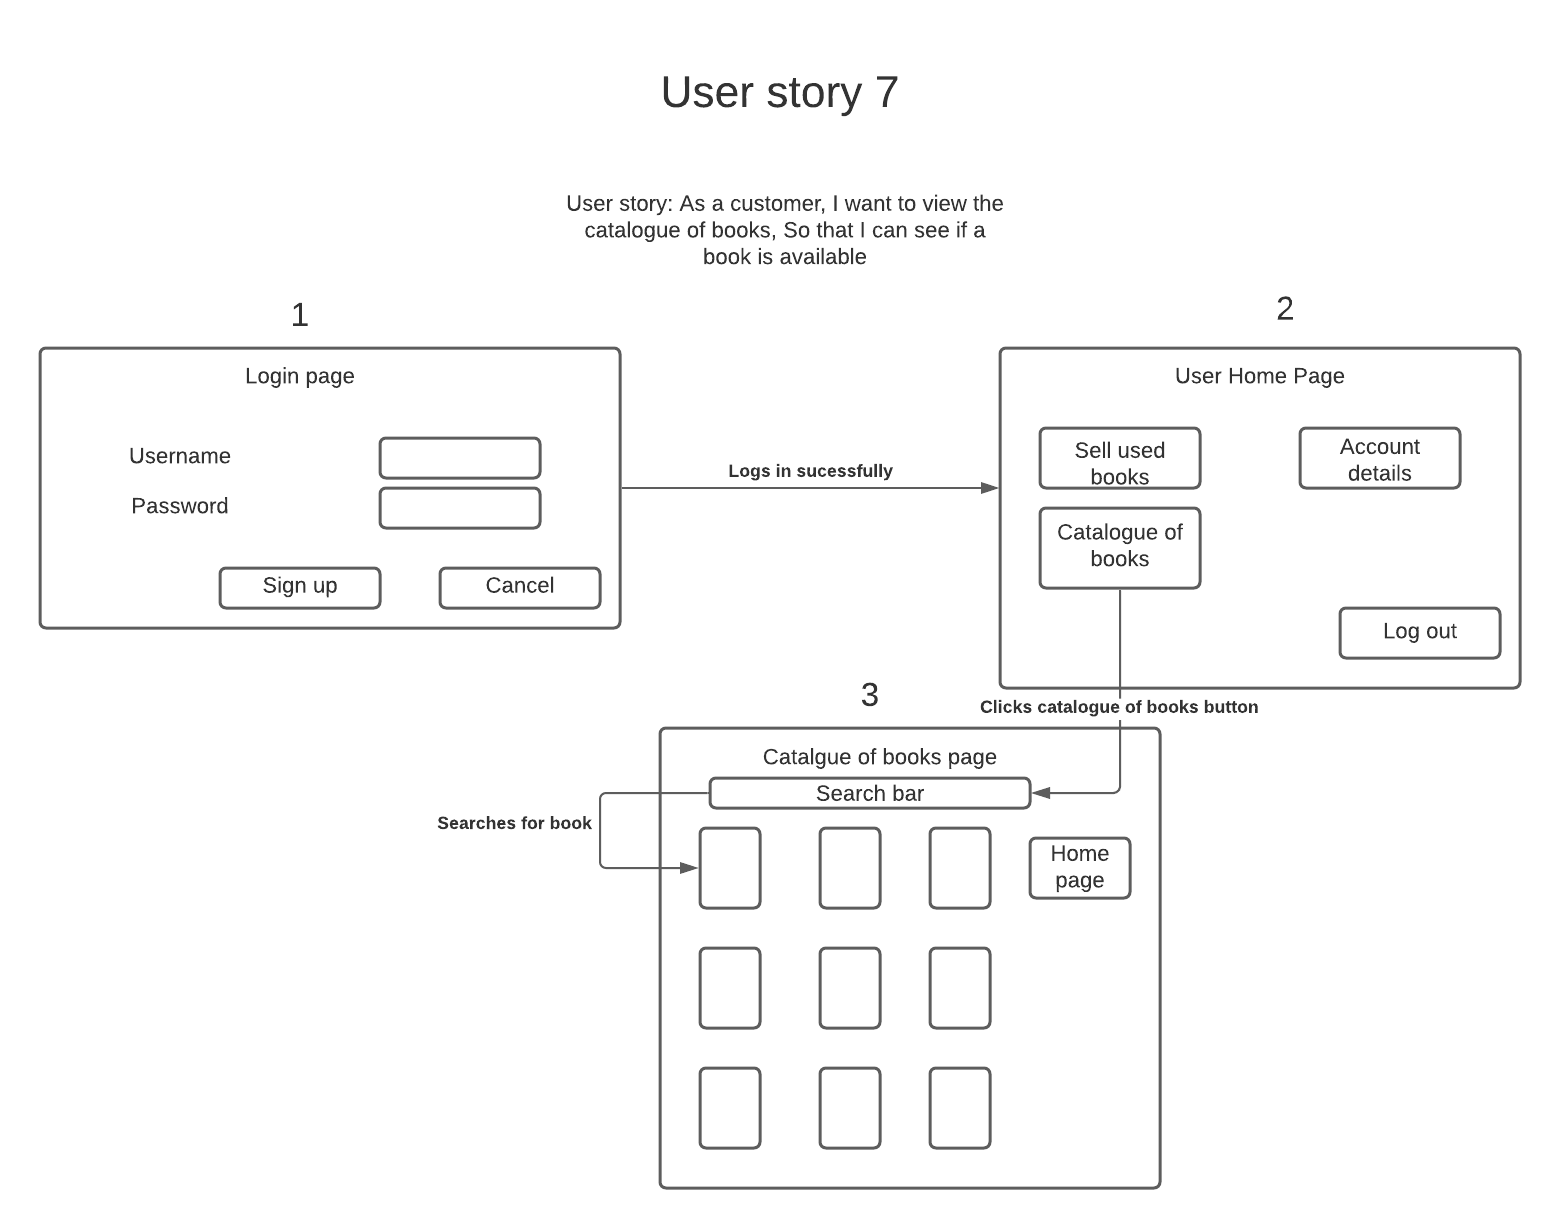 User story 7
User story: As a customer, I want to view the
catalogue of books, So that I can see if a
book is available
1
Login page
Username
Password
Sign up
Cancel
Logs in sucessfully
2
User Home Page
Sell used
books
Account
details
Catalogue of
books
Log out
Clicks catalogue of books button
3
Catalgue of books page
Search bar
Searches for book
Home
page